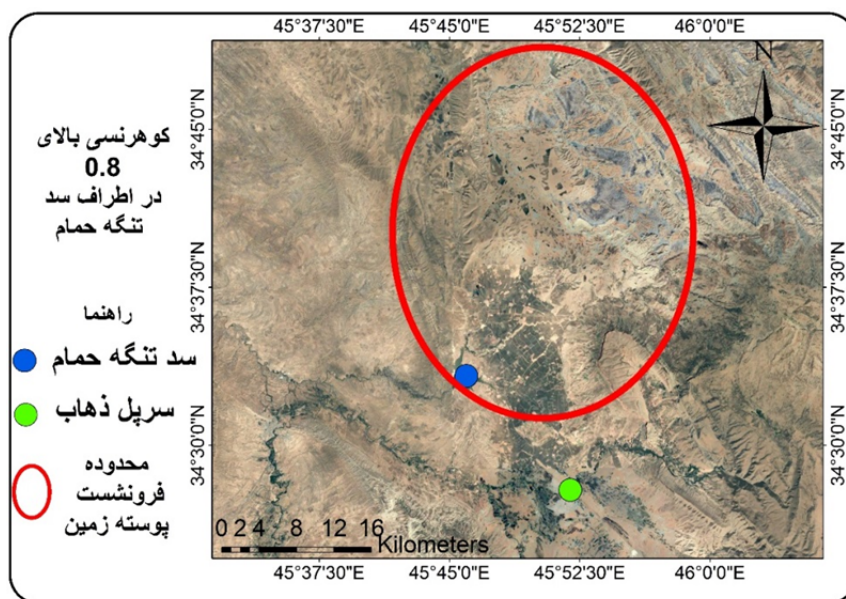 45°37'30"E 45°45'0"E 45°52'30"E 46°0'0"E
N
کوهرنسی بالای
0.8
در اطراف سد
تنگه حمام
راهنما
سد تنگه حمام
سرپل ذهاب
محدوده
فرونشست
پوسته زمین
34°45'0"N
34°37'30"N
34°30'0"N
34°45'0"N
34°37'30"N
34°30'0"N
0 2 4 8 12 16
Kilometers
45°37'30"E 45°45'0"E 45°52'30"E 46°0'0"E